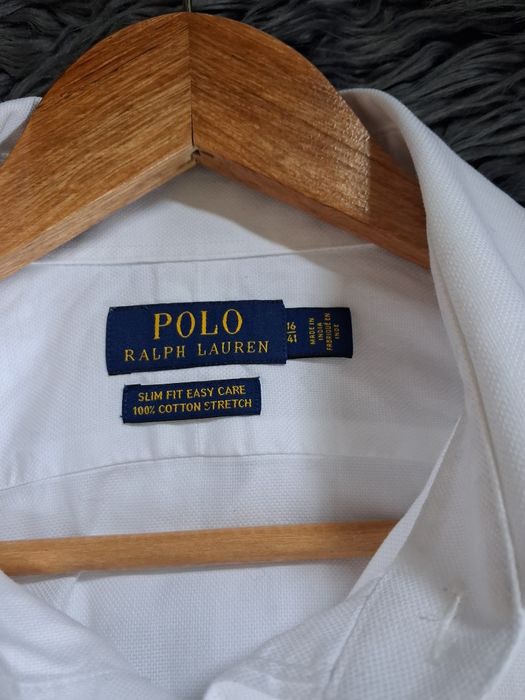 POLO
RALPH LAUREN
16
41
MADE IN
INDIA
FABRIQUÉ EN
INDE
SLIM FIT EASY CARE
100% COTTON STRETCH